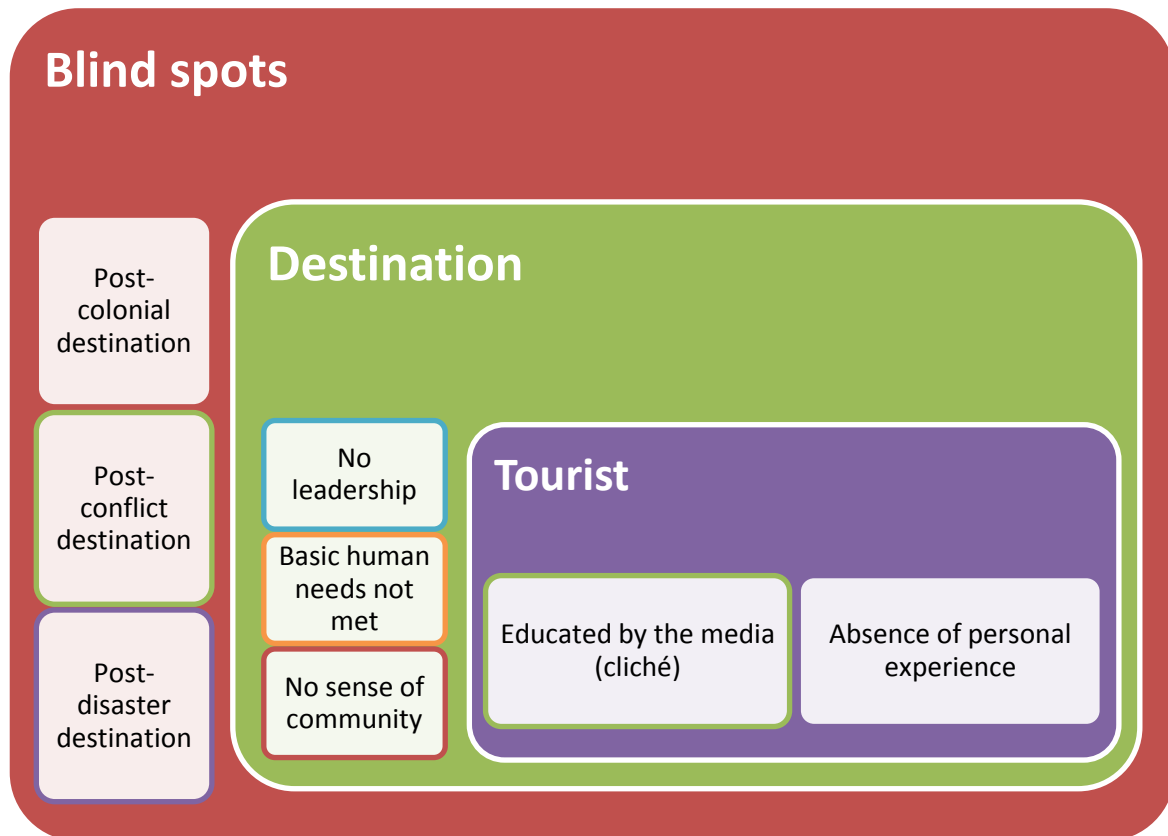 Blind spots
Post-
colonial
destination
Post-
conflict
destination
Post-
disaster
destination
Destination
No
leadership
Basic human
needs not
met
No sense of
community
Tourist
Educated by the media
(cliché)
Absence of personal
experience